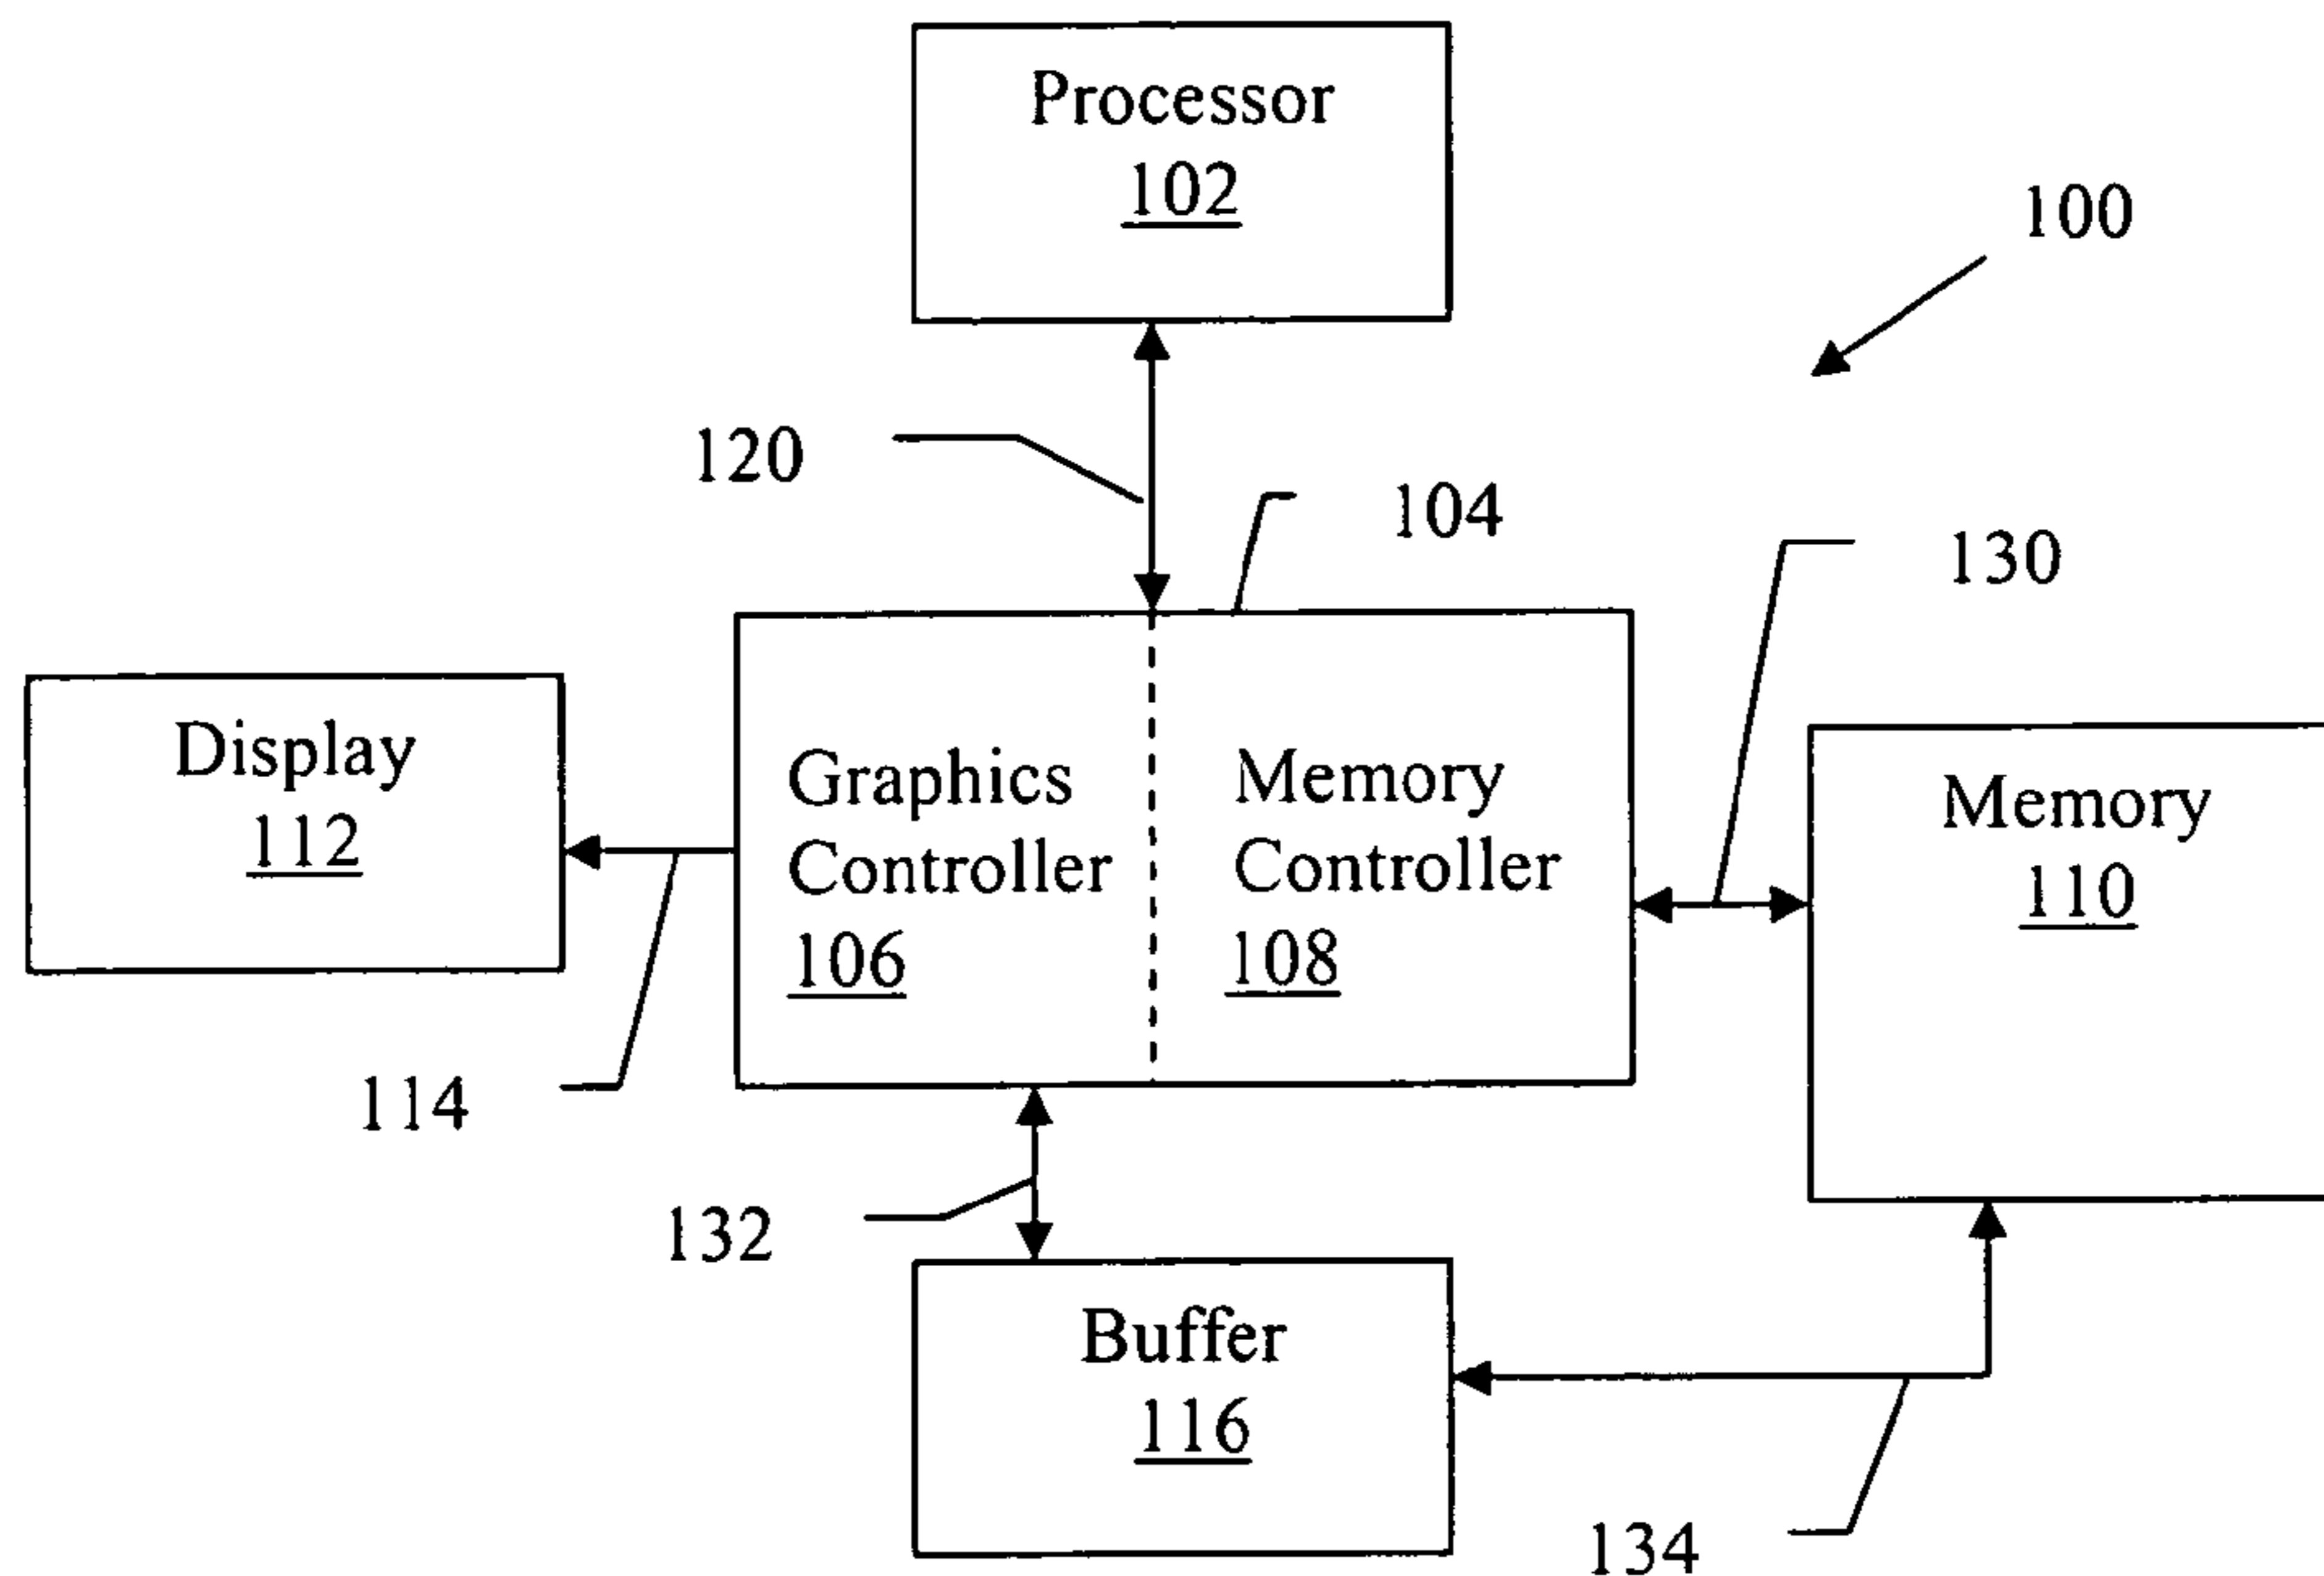 Processor
102
100
120
104
130
Display
112
Graphics
Controller
106
Memory
Controller
108
Memory
110
114
132
Buffer
116
134